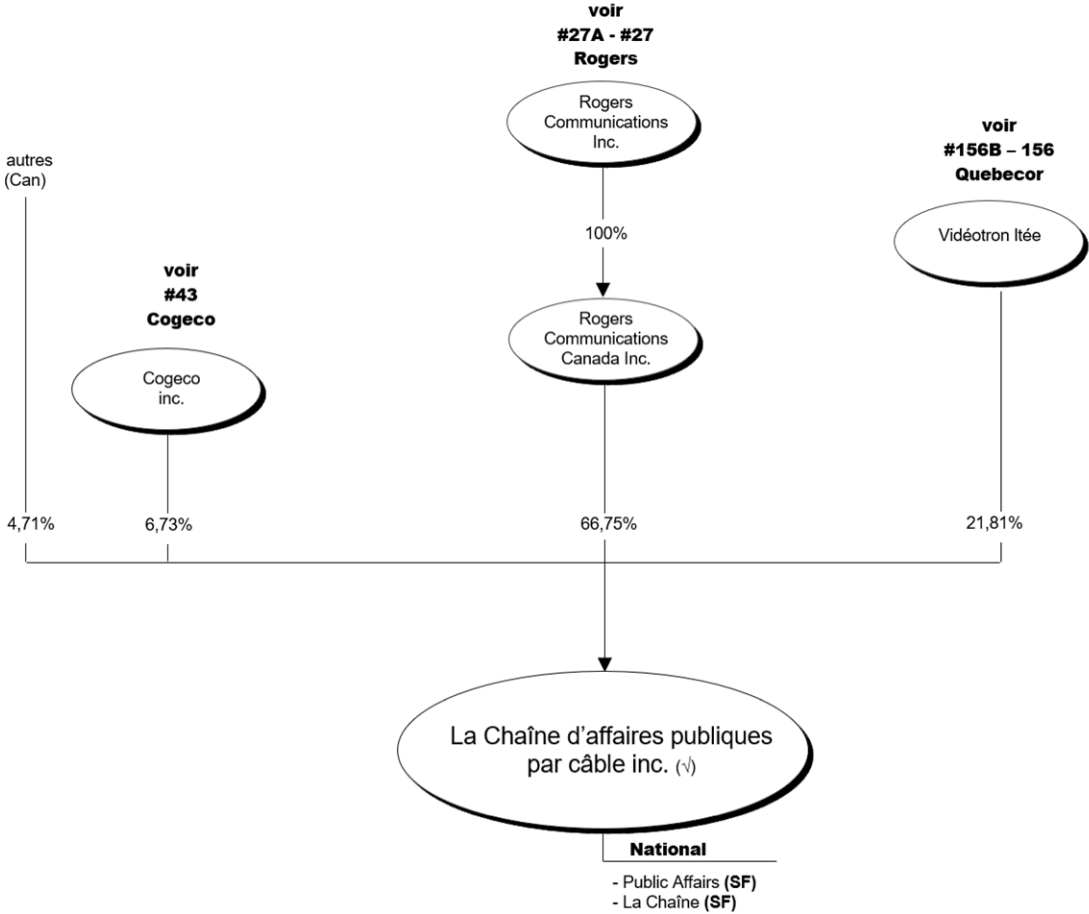 voir
#27A - #27
Rogers
Rogers
Communications
Inc.
voir
#156B – 156
Quebecor
autres
(Can)
Vidéotron ltée
100%
voir
#43
Cogeco
Rogers
Communications
Canada Inc.
Cogeco
inc.
4,71%
6,73%
66,75%
21,81%
La Chaîne d’affaires publiques
par câble inc. (√)
National
- Public Affairs (SF)
- La Chaîne (SF)